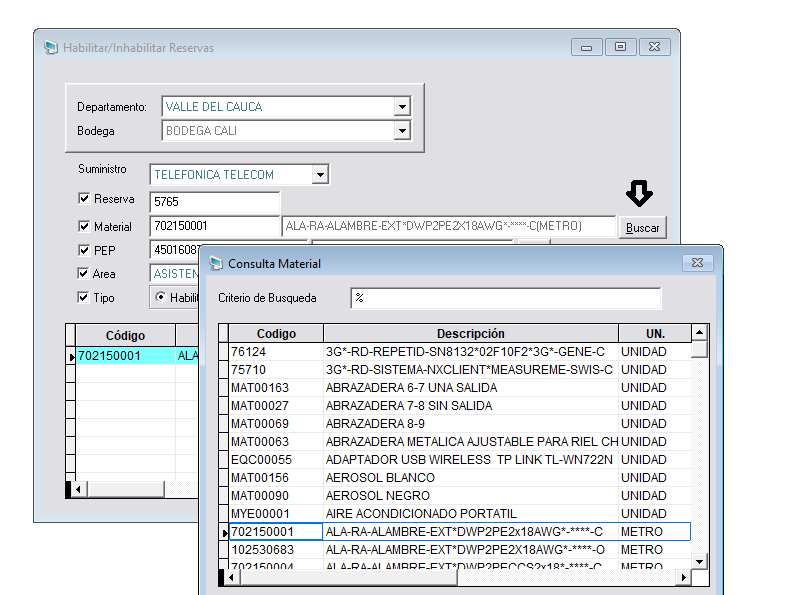 Habilitar/Inhabilitar Reservas
Departamento: VALLE DEL CAUCA
Bodega BODEGA CALI
Suministro TELEFONICA TELECOM
Reserva 5765
Material 702150001 ALA-RA-ALAMBRE-EXT*DWP2PE2X18AWG*-****-C(METRO) Buscar
PEP 4501608
Area ASISTEN
Tipo Habili
Código
702150001 ALA
Consulta Material
Criterio de Busqueda %
Codigo Descripción UN.
76124 3G*-RD-REPETID-SN8132*02F10F2*3G*-GENE-C UNIDAD
75710 3G*-RD-SISTEMA-NXCLIENT*MEASUREME-SWIS-C UNIDAD
MAT00163 ABRAZADERA 6-7 UNA SALIDA UNIDAD
MAT00027 ABRAZADERA 7-8 SIN SALIDA UNIDAD
MAT00069 ABRAZADERA 8-9 UNIDAD
MAT00063 ABRAZADERA METALICA AJUSTABLE PARA RIEL CH UNIDAD
EQC00055 ADAPTADOR USB WIRELESS TP LINK TL-WN722N UNIDAD
MAT00156 AEROSOL BLANCO UNIDAD
MAT00090 AEROSOL NEGRO UNIDAD
MYE00001 AIRE ACONDICIONADO PORTATIL UNIDAD
702150001 ALA-RA-ALAMBRE-EXT*DWP2PE2x18AWG*-****-C METRO
102530683 ALA-RA-ALAMBRE-EXT*DWP2PE2X18AWG*-****-O METRO
702150004 ALA-RA-ALAMBRE-EXT*DWP2PECCS2x18*-****-C METRO